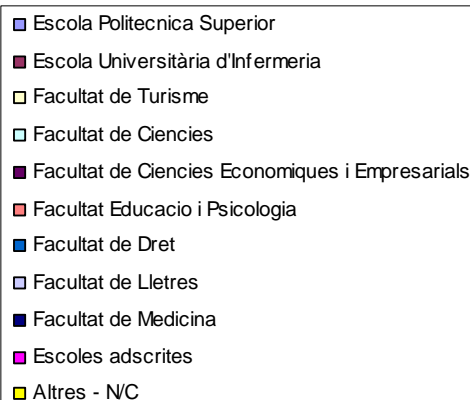 Escola Politecnica Superior
Escola Universitària d'Infermeria
Facultat de Turisme
Facultat de Ciencies
Facultat de Ciencies Economiques i Empresarials
Facultat Educacio i Psicologia
Facultat de Dret
Facultat de Lletres
Facultat de Medicina
Escoles adscrites
Altres - N/C